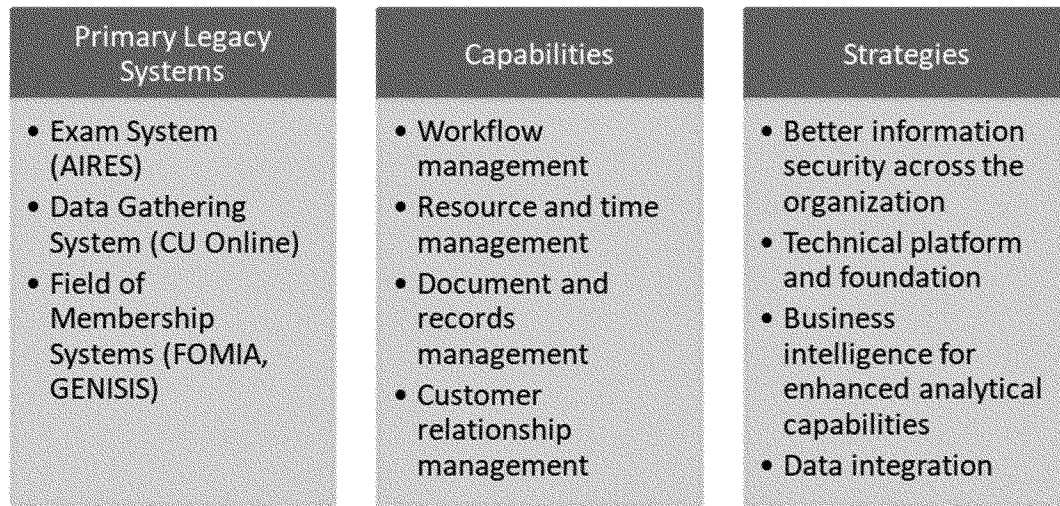 Primary Legacy
Systems
• Exam System
(AIRES)
• Data Gathering
System (CU Online)
• Field of
Membership
Systems (FOMIA,
GENISIS)
Capabilities
• Workflow
management
• Resource and time
management
• Document and
records
management
• Customer
relationship
management
Strategies
• Better information
security across the
organization
• Technical platform
and foundation
• Business
intelligence for
enhanced analytical
capabilities
• Data integration